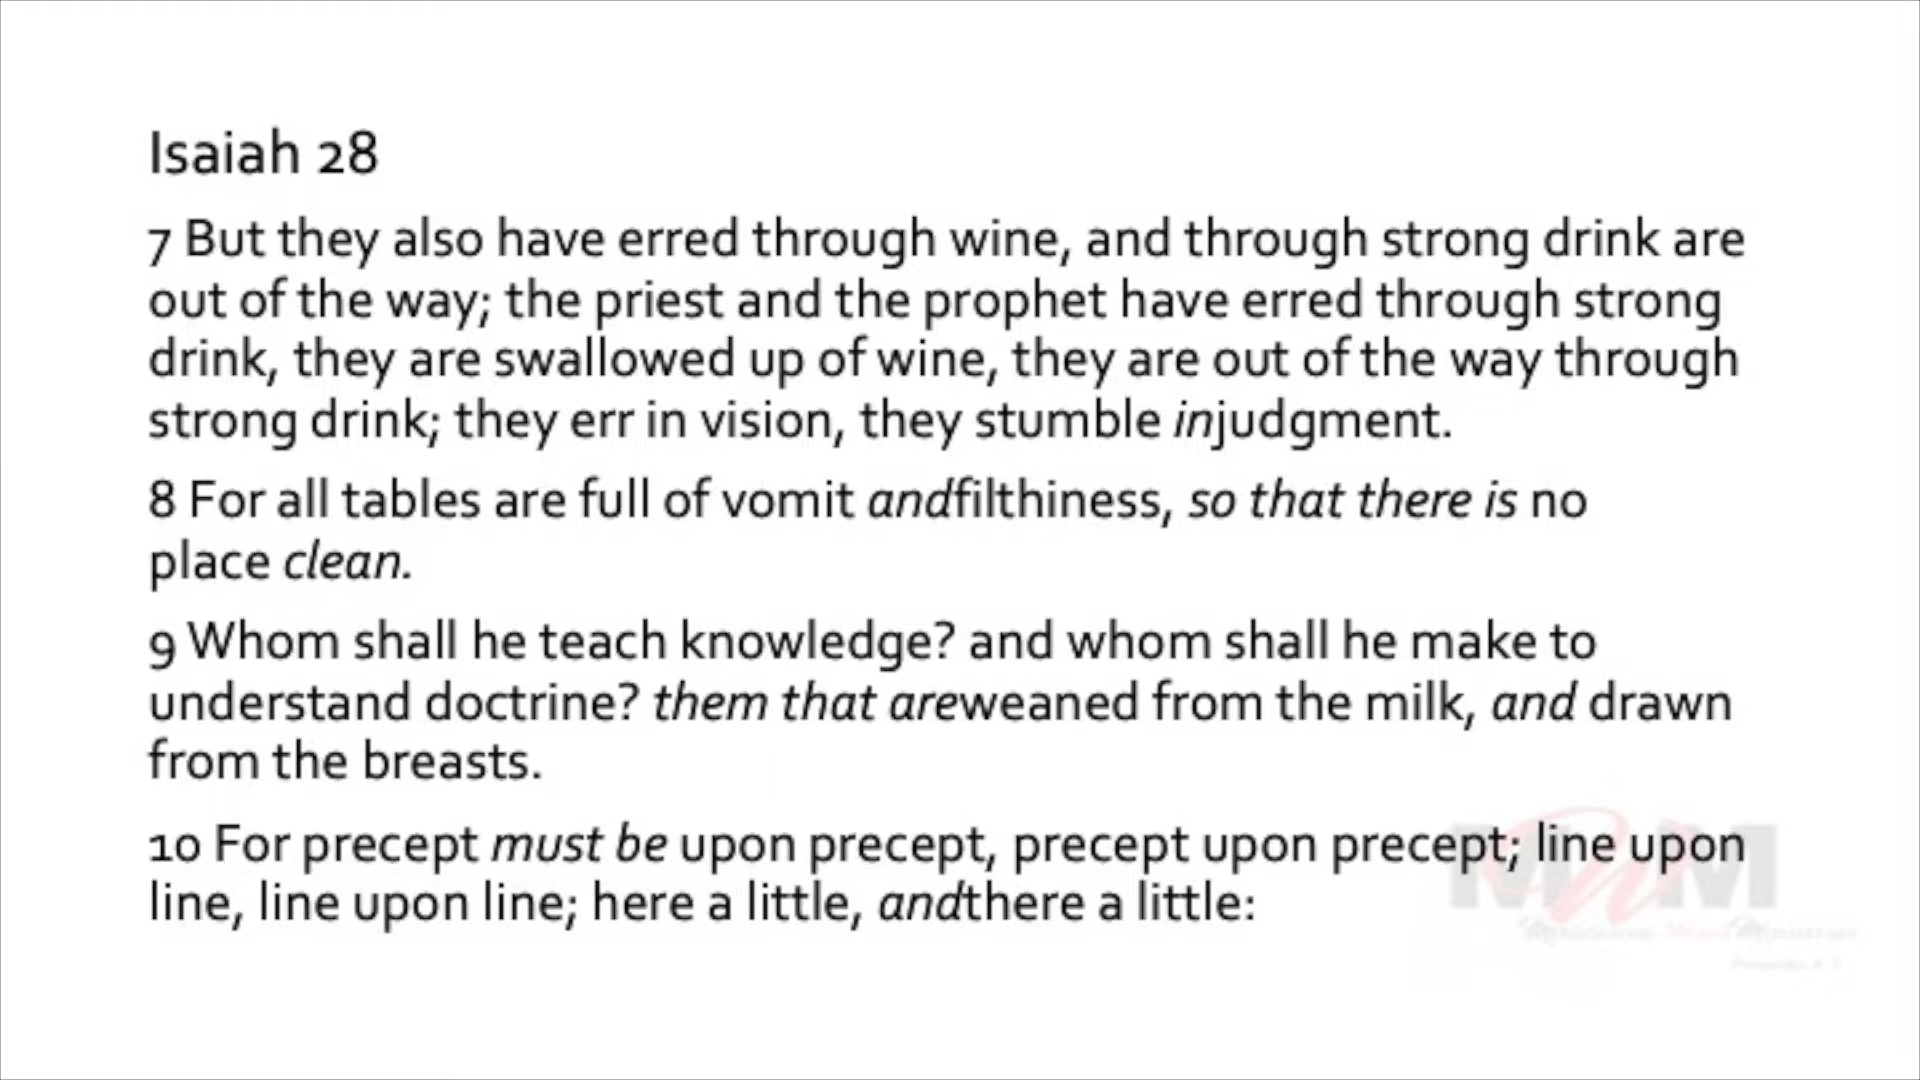 Isaiah 28
7 But they also have erred through wine, and through strong drink are
out of the way; the priest and the prophet have erred through strong
drink, they are swallowed up of wine, they are out of the way through
strong drink; they err in vision, they stumble injudgment.
8 For all tables are full of vomit andfilthiness, so that there is no
place clean.
9 Whom shall he teach knowledge? and whom shall he make to
understand doctrine? them that areweaned from the milk, and drawn
from the breasts.
10 For precept must be upon precept, precept upon precept; line upon
line, line upon line; here a little, andthere a little: